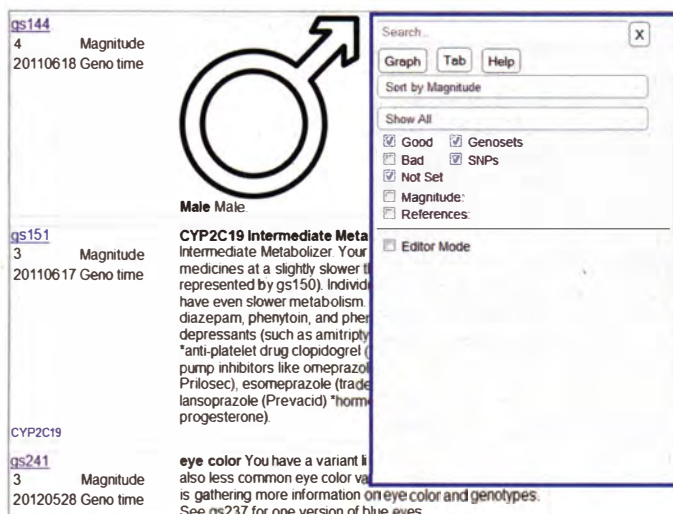 gs144
4 Magnitude
20110618 Geno time
Male Male.
gs151
3 Magnitude
20110617 Geno time
CYP2C19 Intermediate Meta
Intermediate Metabolizer. Your
medicines at a slightly slower
represented by gs150). Individ
have even slower metabolism.
diazepam, phenytoin, and phen
depressants (such as amitripty
*anti-platelet drug clopidogrel (
pump inhibitors like omeprazol
Prilosec), esomeprazole (trade
lansoprazole (Prevacid) *horm
progesterone).
CYP2C19
gs241
3 Magnitude
20120528 Geno time
eye color You have a variant li
also less common eye color va
is gathering more information on eye color and genotypes.
See gs237 for one version of blue eyes
Search..
X
Graph Tab Help
Sort by Magnitude
Show All
Good Genosets
Bad SNPs
Not Set
Magnitude:
References:
Editor Mode